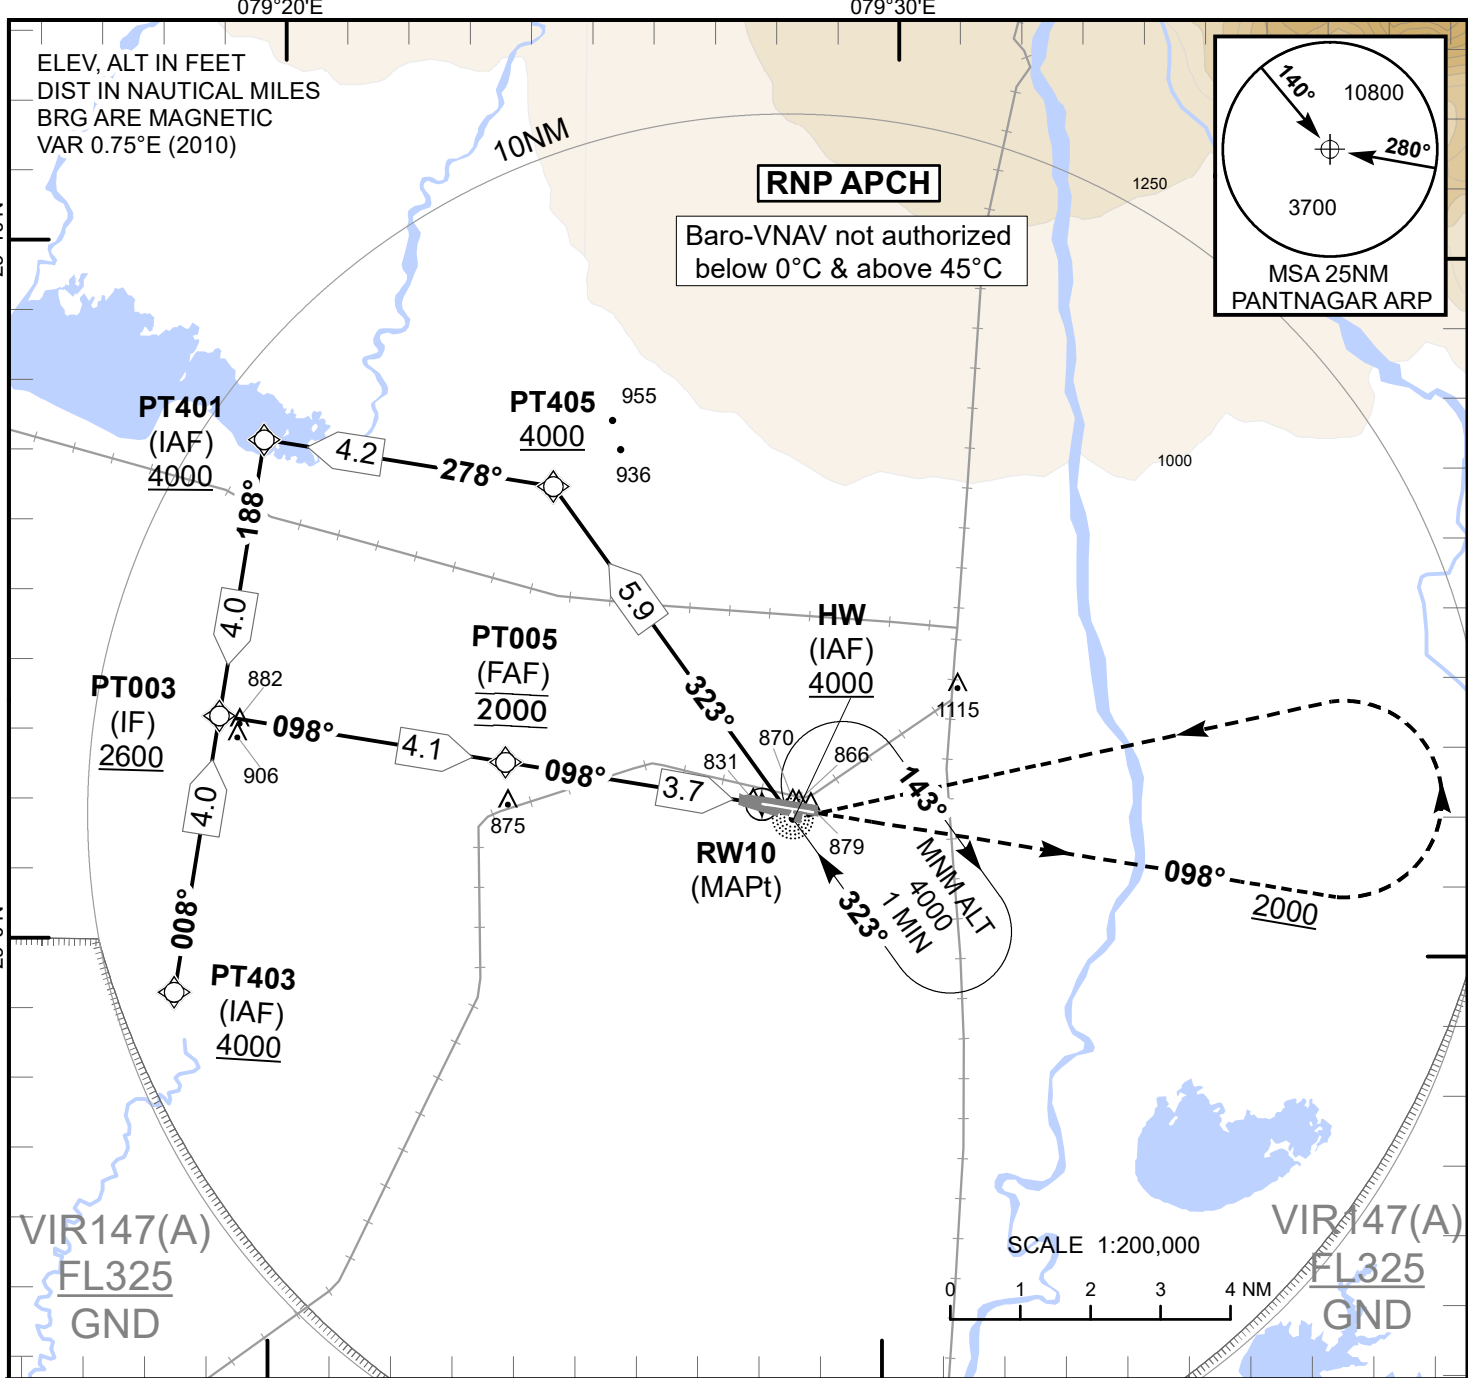 079°20'E
079°30'E
ELEV, ALT IN FEET
DIST IN NAUTICAL MILES
BRG ARE MAGNETIC
VAR 0.75°E (2010)
10NM
RNP APCH
Baro-VNAV not authorized
below 0°C & above 45°C
1250
140°
10800
280°
3700
MSA 25NM
PANTNAGAR ARP
PT401
(IAF)
4000
4.2
278°
PT405
4000
955
936
1000
188°
4.0
5.9
323°
PT005
(FAF)
2000
HW
(IAF)
4000
PT003
(IF)
2600
882
906
098°
4.1
098°
3.7
875
831
870
866
879
1115
143°
MNM ALT
4000
1 MIN
323°
RW10
(MAPt)
098°
2000
4.0
008°
PT403
(IAF)
4000
VIR147(A)
FL325
GND
SCALE 1:200,000
0 1 2 3 4 NM
VIR147(A)
FL325
GND